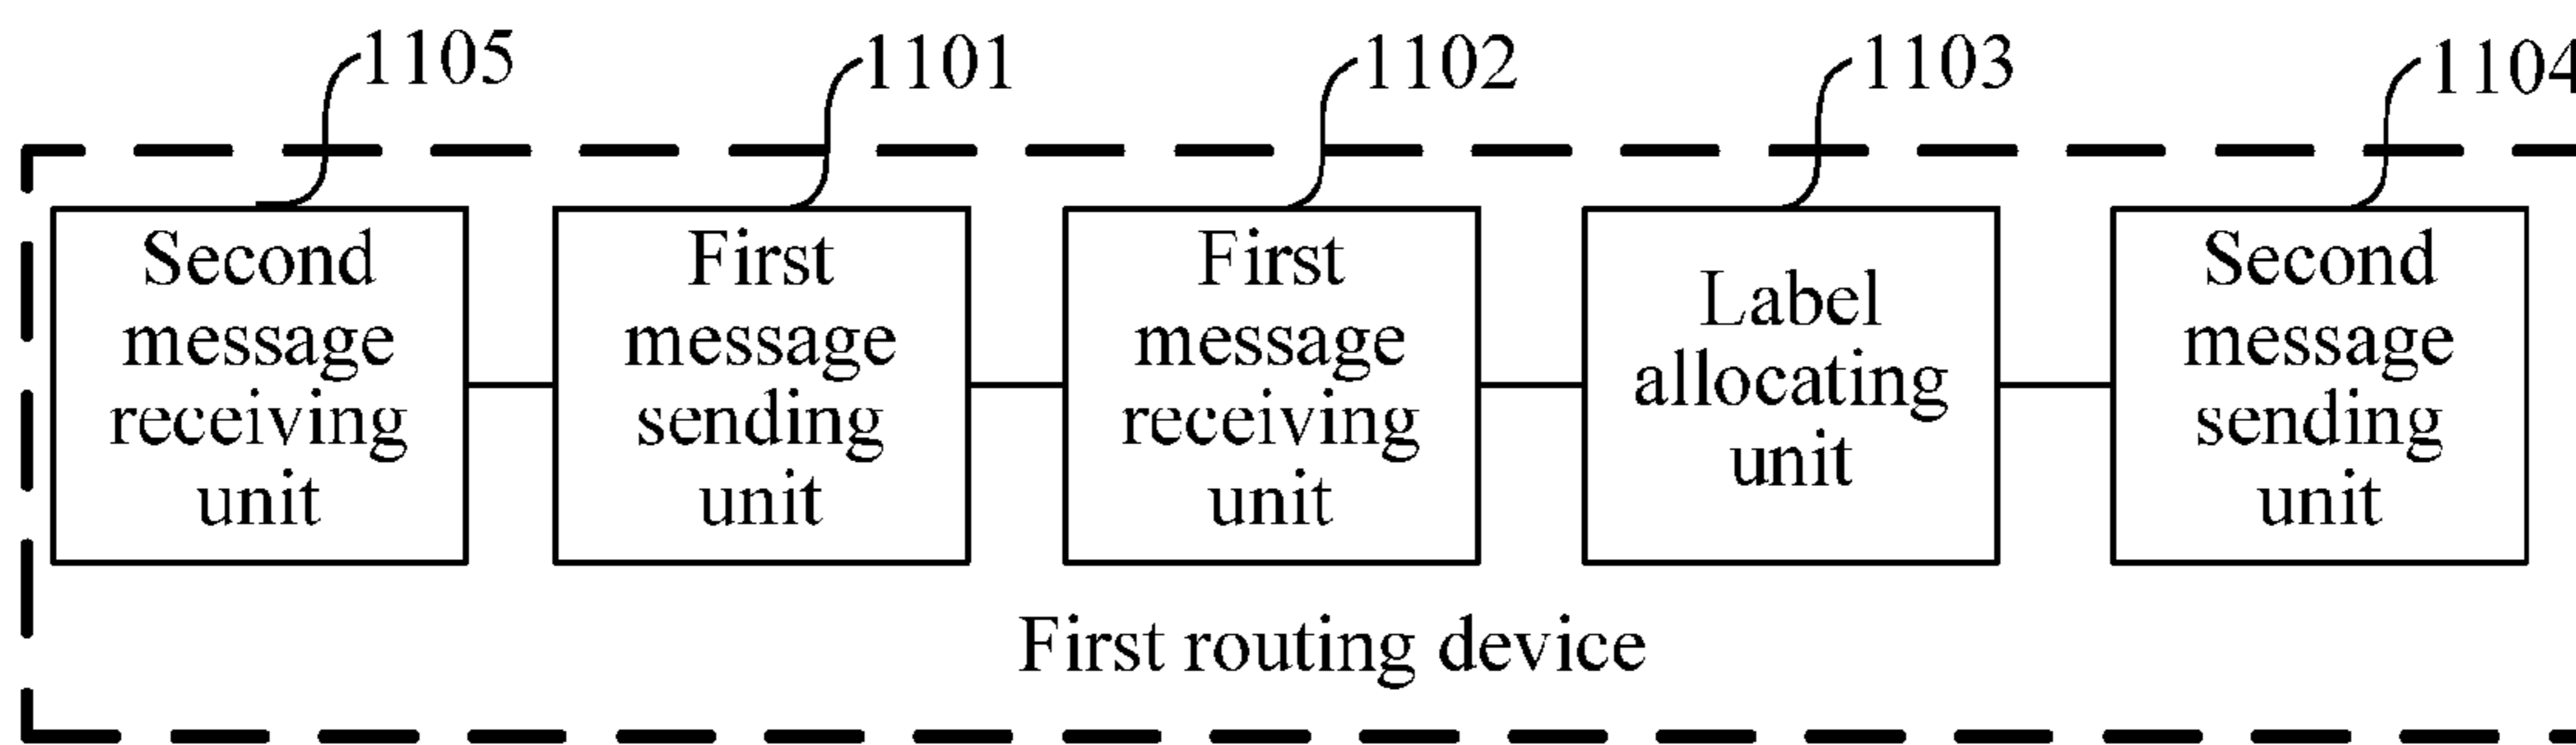 1105
1101
1102
1103
1104
Second
message
receiving
unit
First
message
sending
unit
First
message
receiving
unit
Label
allocating
unit
Second
message
sending
unit
First routing device